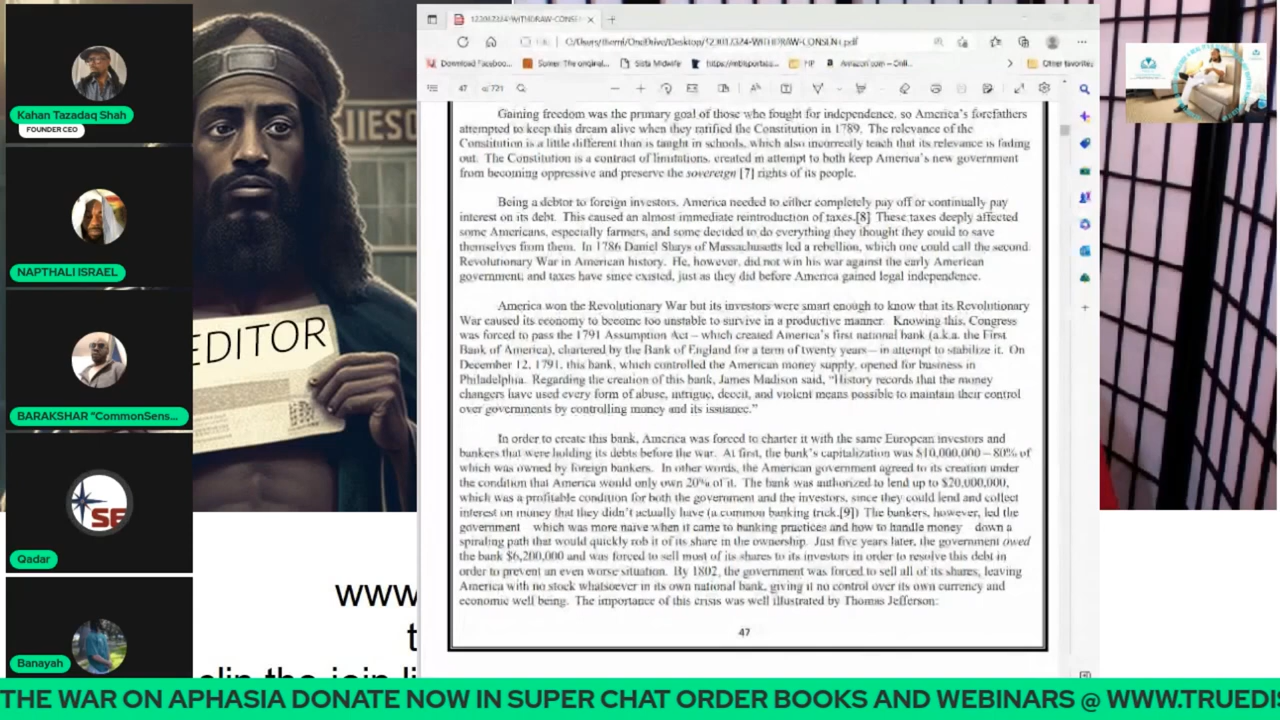 Kahan Tazadaq Shah
FOUNDER CEO
NAPTHALI ISRAEL
BARAKSHAR "CommonSens...
Qadar
SE
Banayah
EDITOR
www
47 of 721
Download Faceboo...
Sumer: The original...
Sista Midwife
HP
Amazon.com – Onli...
Other favorites
Gaining freedom was the primary goal of those who fought for independence, so America's forefathers
attempted to keep this dream alive when they ratified the Constitution in 1789. The relevance of the
Constitution is a little different than is taught in schools, which also incorrectly teach that its relevance is fading
out. The Constitution is a contract of limitations, created in attempt to both keep America's new government
from becoming oppressive and preserve the sovereign [7] rights of its people.
Being a debtor to foreign investors, America needed to either completely pay off or continually pay
interest on its debt. This caused an almost immediate reintroduction of taxes.[8] These taxes deeply affected
some Americans, especially farmers, and some decided to do everything they thought they could to save
themselves from them. In 1786 Daniel Shays of Massachusetts led a rebellion, which one could call the second
Revolutionary War in American history. He, however, did not win his war against the early American
government, and taxes have since existed, just as they did before America gained legal independence.
America won the Revolutionary War but its investors were smart enough to know that its Revolutionary
War caused its economy to become too unstable to survive in a productive manner. Knowing this, Congress
was forced to pass the 1791 Assumption Act – which created America's first national bank (a.k.a. the First
Bank of America), chartered by the Bank of England for a term of twenty years – in attempt to stabilize it. On
December 12, 1791, this bank, which controlled the American money supply, opened for business in
Philadelphia. Regarding the creation of this bank, James Madison said, "History records that the money
changers have used every form of abuse, intrigue, deceit, and violent means possible to maintain their control
over governments by controlling money and its issuance."
In order to create this bank, America was forced to charter it with the same European investors and
bankers that were holding its debts before the war. At first, the bank's capitalization was $10,000,000 – 80% of
which was owned by foreign bankers. In other words, the American government agreed to its creation under
the condition that America would only own 20% of it. The bank was authorized to lend up to $20,000,000,
which was a profitable condition for both the government and the investors, since they could lend and collect
interest on money that they didn't actually have (a common banking trick.[9]) The bankers, however, led the
government – which was more naive when it came to banking practices and how to handle money – down a
spiraling path that would quickly rob it of its share in the ownership. Just five years later, the government owed
the bank $6,200,000 and was forced to sell most of its shares to its investors in order to resolve this debt in
order to prevent an even worse situation. By 1802, the government was forced to sell all of its shares, leaving
America with no stock whatsoever in its own national bank, giving it no control over its own currency and
economic well being. The importance of this crisis was well illustrated by Thomas Jefferson:
47
THE WAR ON APHASIA DONATE NOW IN SUPER CHAT ORDER BOOKS AND WEBINARS @ WWW.TRUEDIS